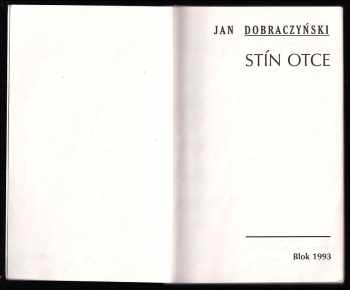 JAN DOBRACZYŃSKI
STÍN OTCE
Blok 1993